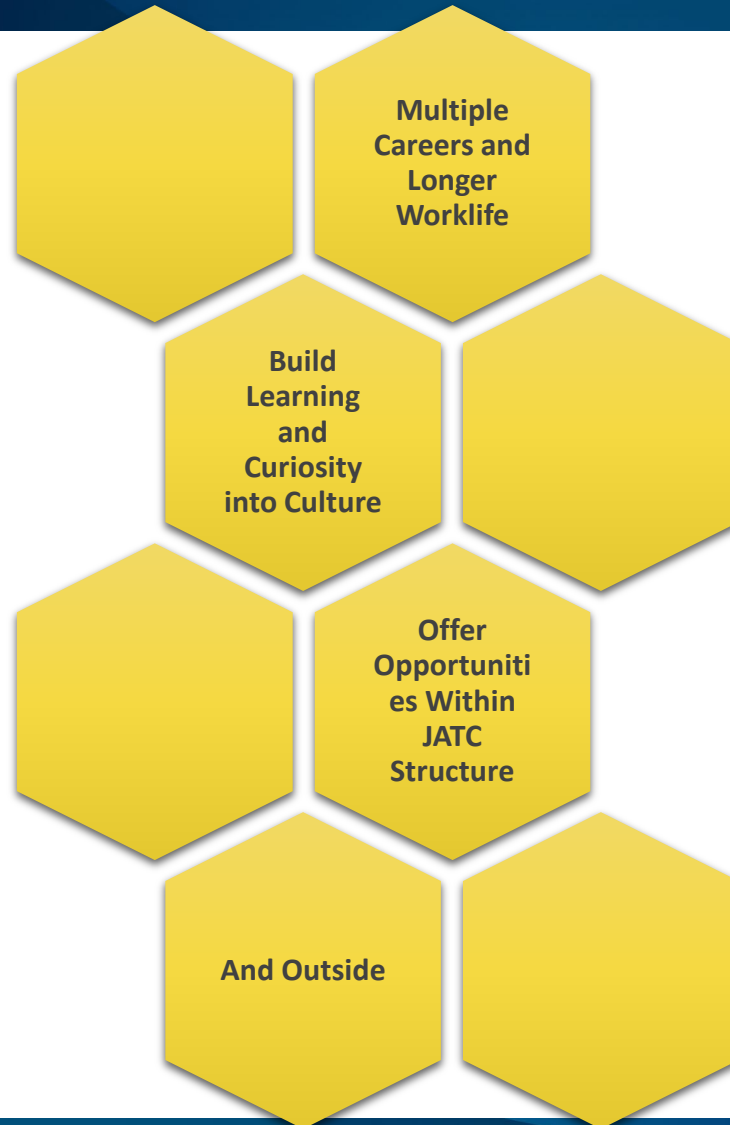 Multiple
Careers and
Longer
Worklife
Build
Learning
and
Curiosity
into Culture
Offer
Opportuniti
es Within
JATC
Structure
And Outside